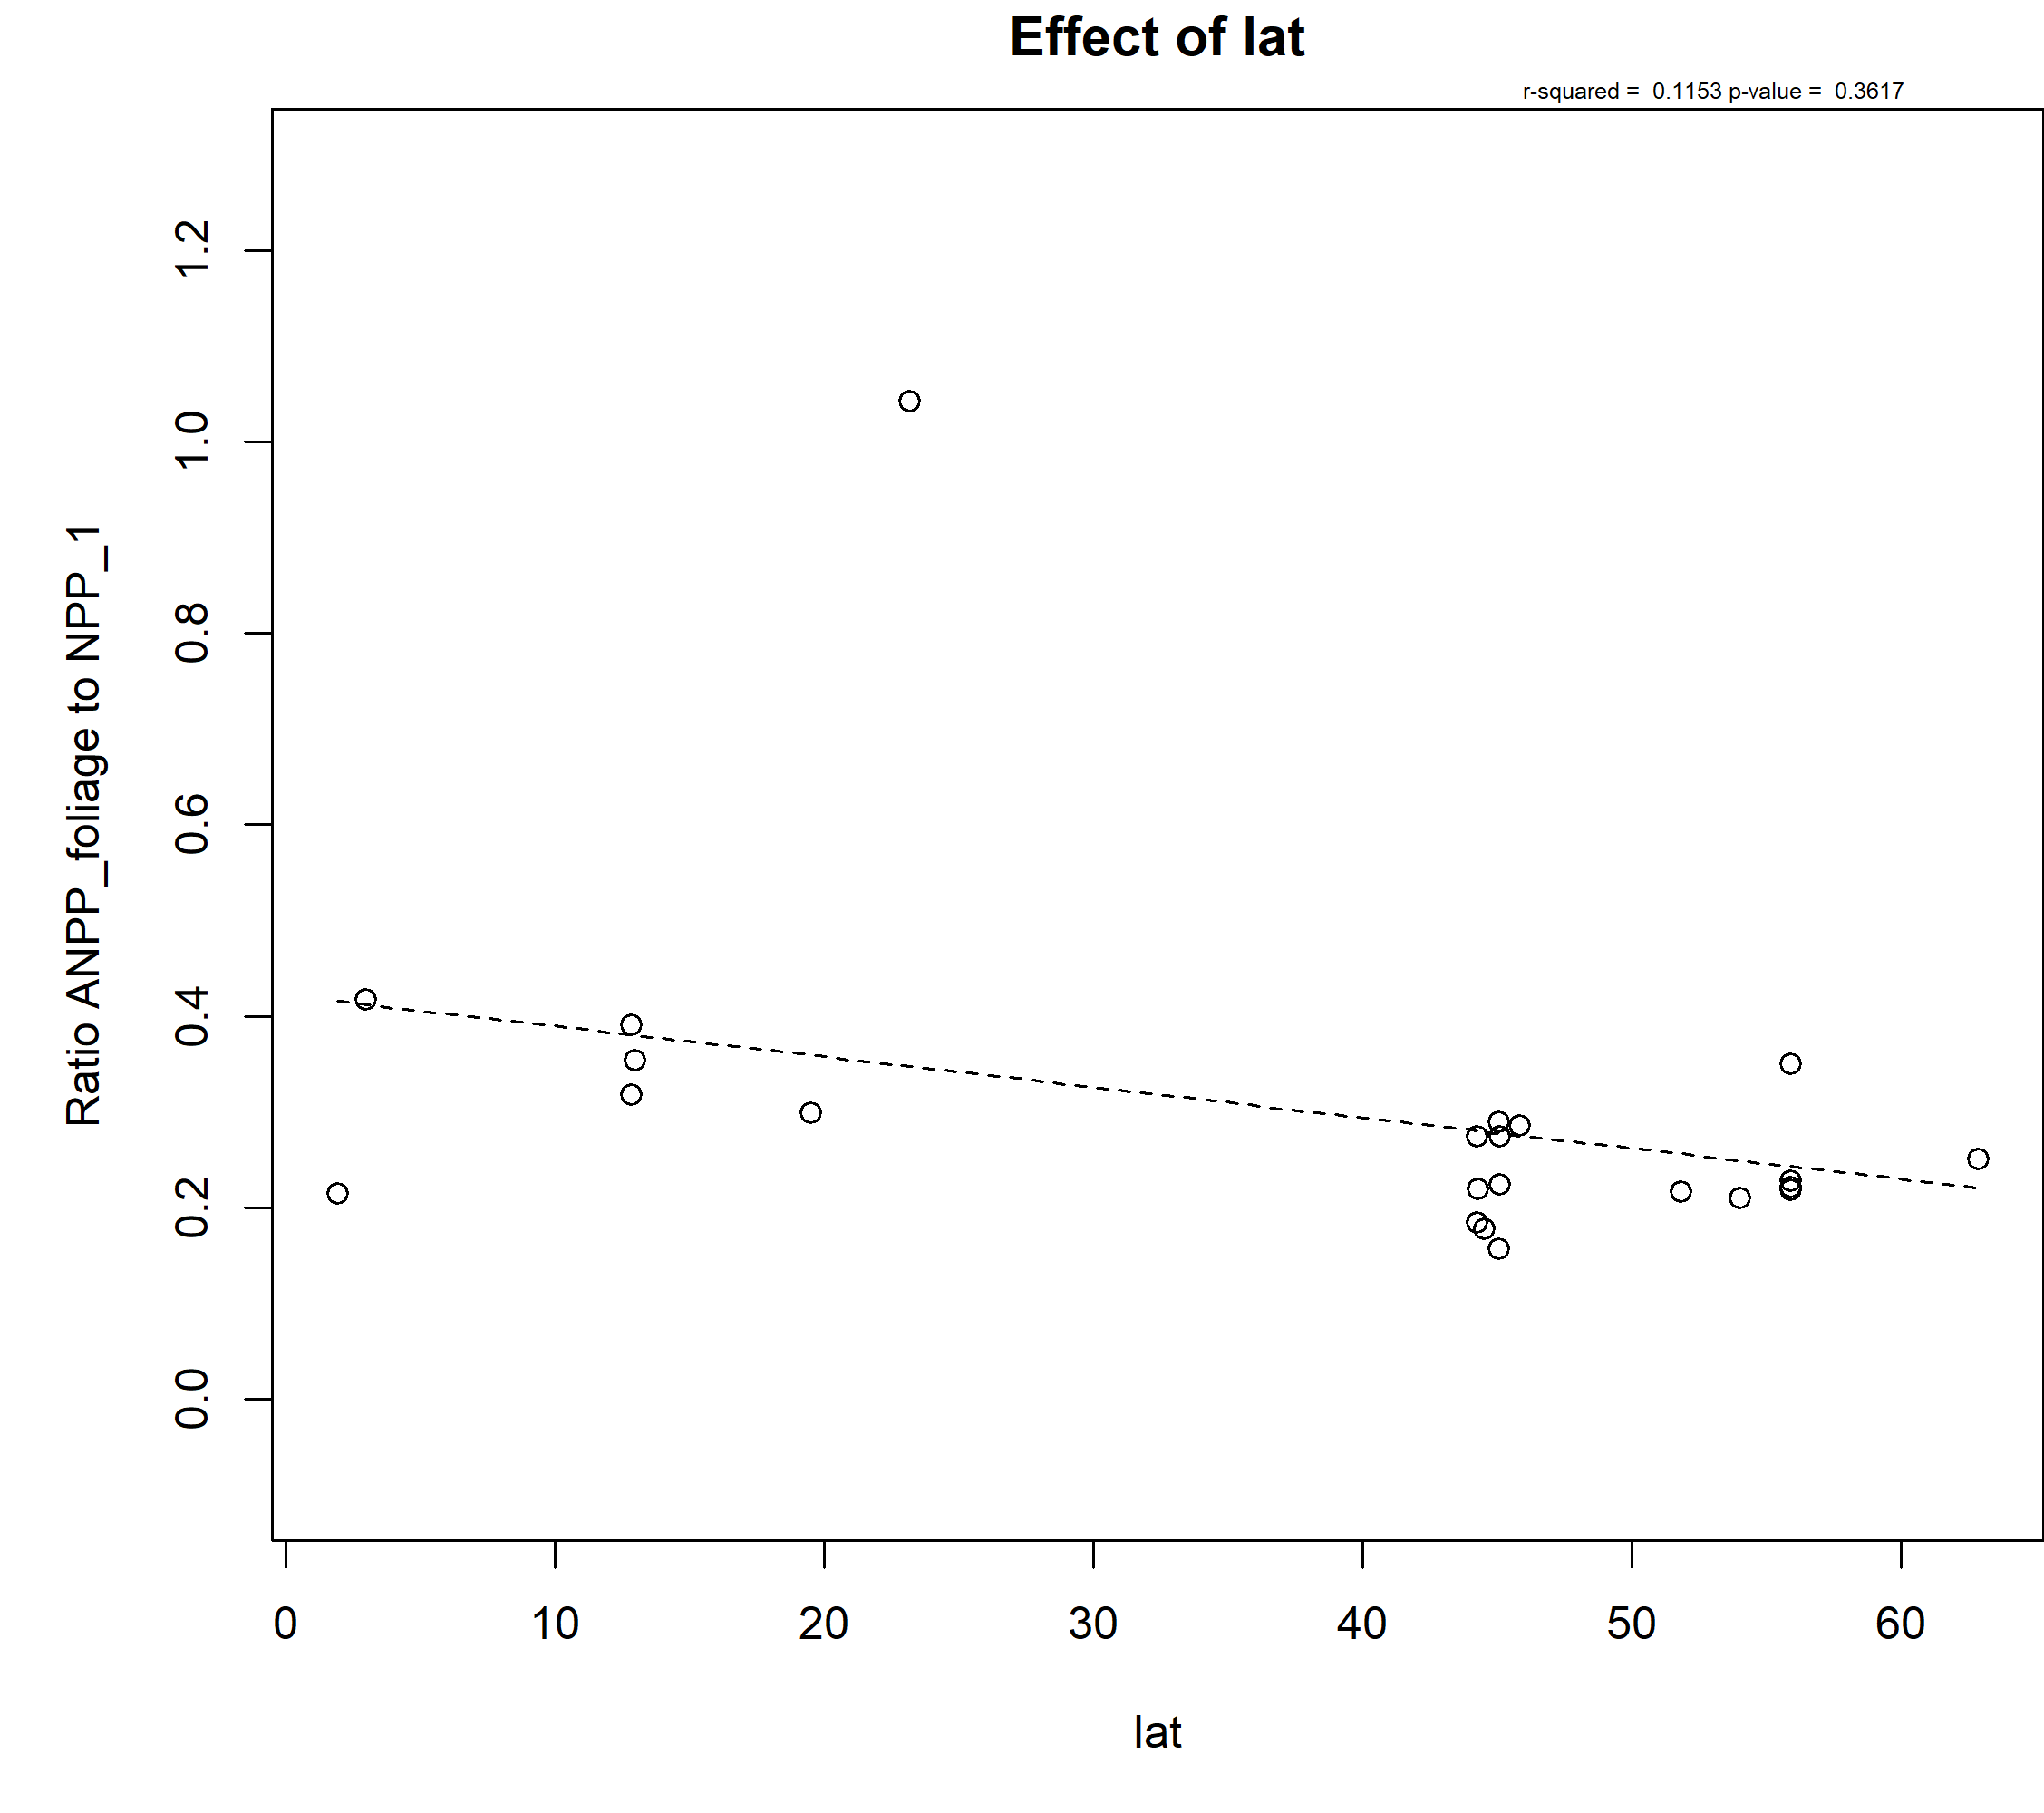 Effect of lat
r-squared =  0.1153 p-value =  0.3617
Ratio ANPP_foliage to NPP_1
1.2
1.0
0.8
0.6
0.4
0.2
0.0
0 10 20 30 40 50 60
lat